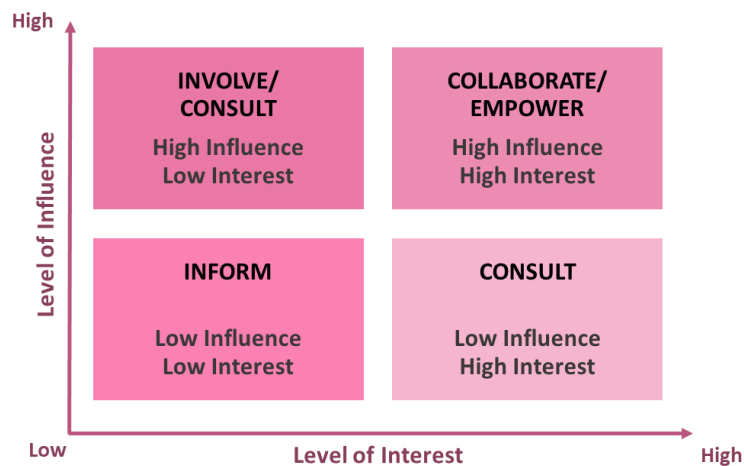 High
INVOLVE/
CONSULT
High Influence
Low Interest
COLLABORATE/
EMPOWER
High Influence
High Interest
Level of Influence
INFORM
Low Influence
Low Interest
CONSULT
Low Influence
High Interest
Low
Level of Interest
High